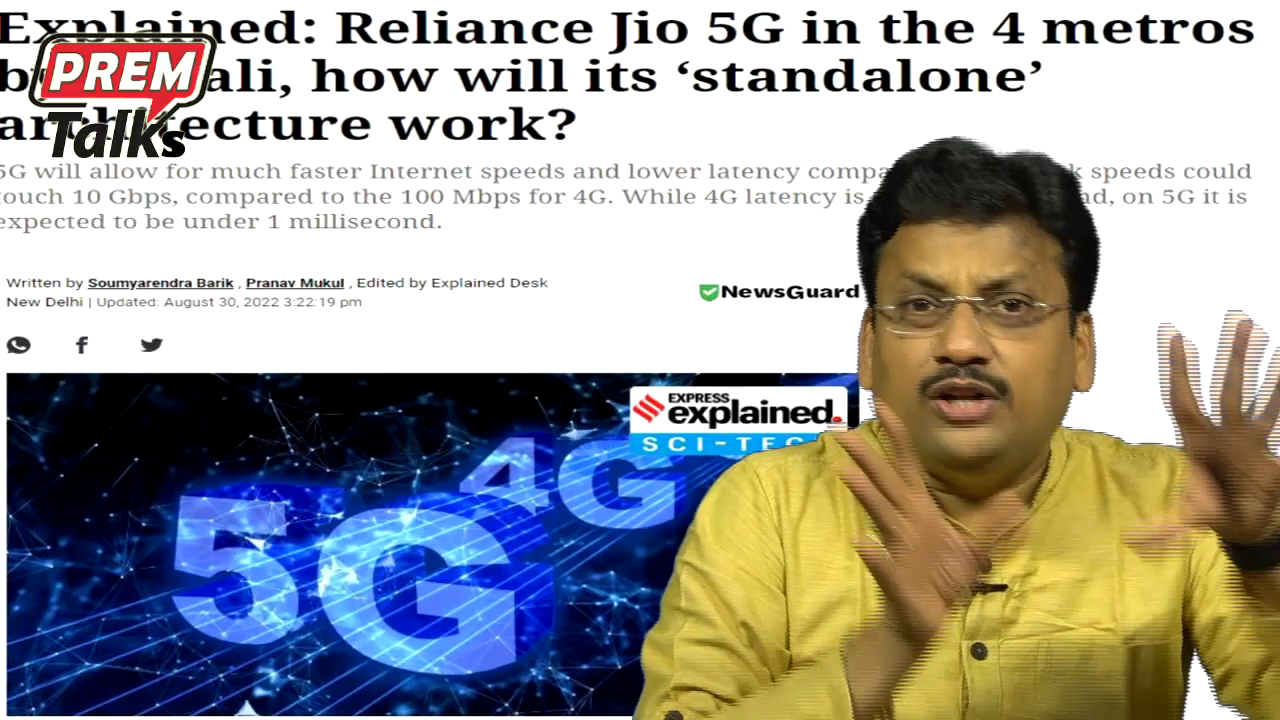 Explained: Reliance Jio 5G in the 4 metros
PREM
Talks
ali, how will its ‘standalone’
architecture work?
5G will allow for much faster Internet speeds and lower latency speeds could
touch 10 Gbps, compared to the 100 Mbps for 4G. While 4G latency is on 5G it is
expected to be under 1 millisecond.
Written by Soumyarendra Barik , Pranav Mukul , Edited by Explained Desk
New Delhi | Updated: August 30, 2022 3:22:19 pm
NewsGuard
EXPRESS
explained.
SCI-TEC
4G
5G